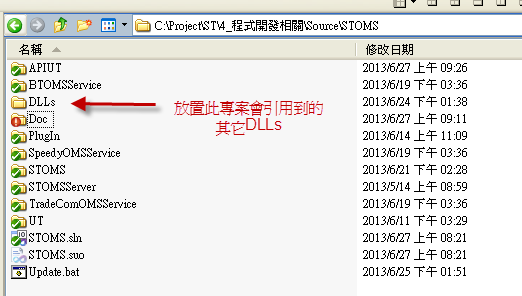 C:\Project\ST\4_程式開發相關\Source\STOMS
名稱 修改日期
APIUT 2013/6/27 上午 09:26
BTOMSService 2013/6/19 下午 03:36
DLLs 2013/6/24 下午 01:38
Doc 2013/6/27 上午 09:11
PlugIn 2013/6/14 上午 11:09
SpeedyOMSService 2013/6/19 下午 03:36
STOMS 2013/6/21 下午 02:28
STOMSServer 2013/5/14 上午 08:59
TradeComOMSService 2013/6/19 下午 03:36
UT 2013/6/11 下午 03:29
STOMS.sln 2013/6/27 上午 08:21
STOMS.suo 2013/6/27 上午 08:21
Update.bat 2013/6/25 下午 01:51
放置此專案會引用到的
其它DLLs